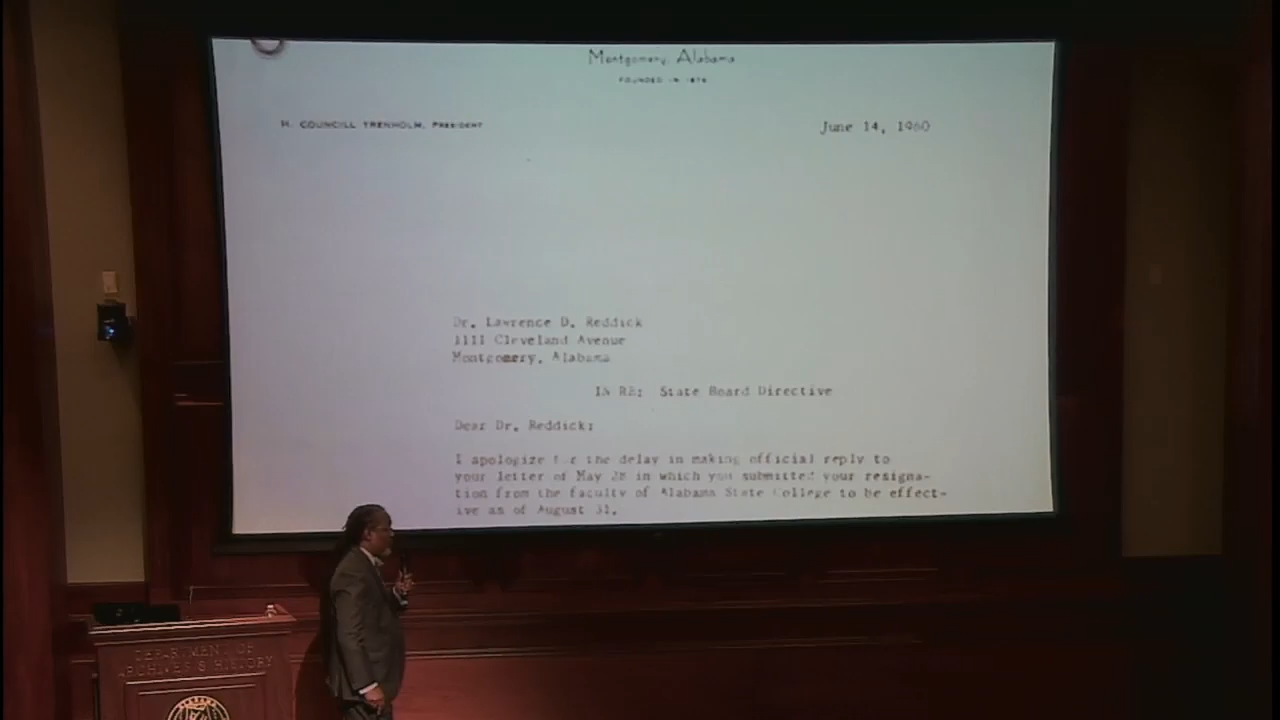 Montgomery, Alabama
FOUNDED IN 1874
H. COUNCILL TRENHOLM, PRESIDENT
June 14, 1960
Dr. Lawrence D. Reddick
1111 Cleveland Avenue
Montgomery, Alabama
IN RE: State Board Directive
Dear Dr. Reddick:
I apologize for the delay in making official reply to
your letter of May 28 in which you submitted your resigna-
tion from the faculty of Alabama State College to be effect-
ive as of August 31.
DEPARTMENT OF
ARCHIVES & HISTORY
ALABAMA